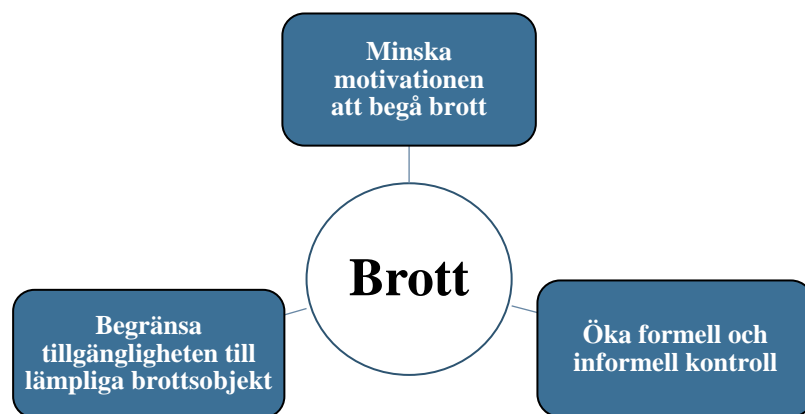 Minska
motivationen
att begå brott
Brott
Begränsa
tillgängligheten till
lämpliga brottsobjekt
Öka formell och
informell kontroll